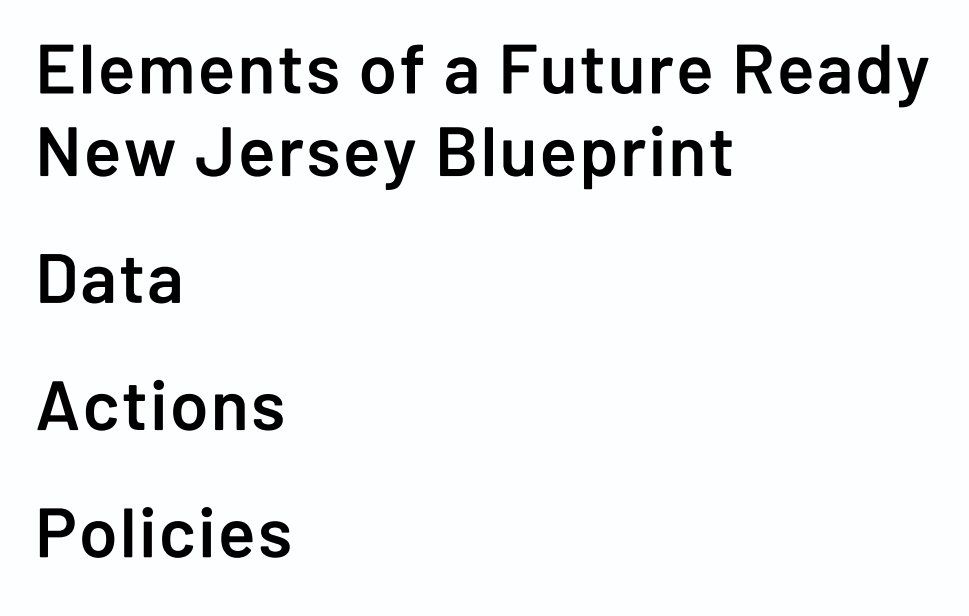 Elements of a Future Ready
New Jersey Blueprint
Data
Actions
Policies